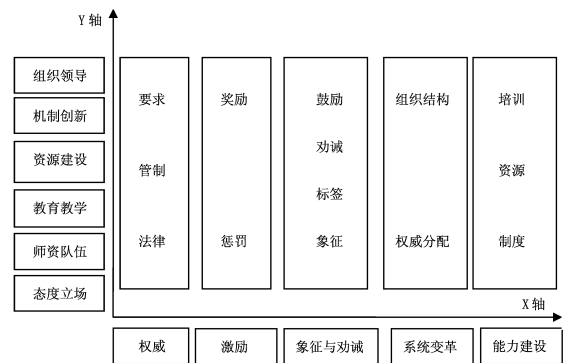 Y 轴
组织领导
机制创新
资源建设
教育教学
师资队伍
态度立场
要求
管制
法律
奖励
惩罚
鼓励
劝诫
标签
象征
组织结构
权威分配
培训
资源
制度
X 轴
权威
激励
象征与劝诫
系统变革
能力建设